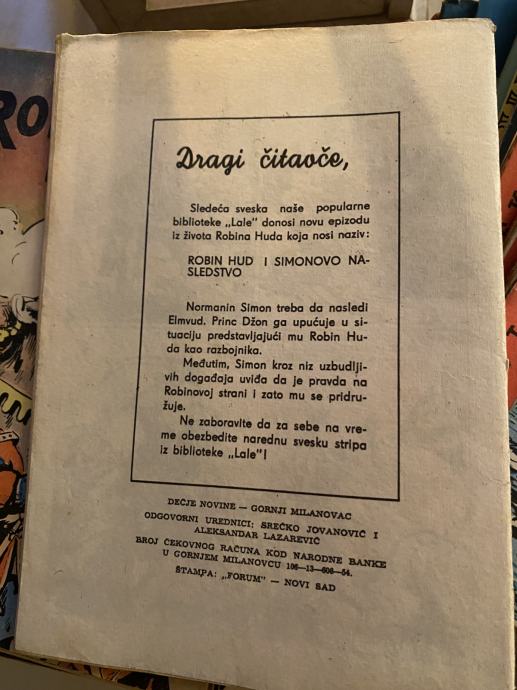 RO
Dragi čitaoče,
Sledeća sveska naše popularne
biblioteke „Lale” donosi novu epizodu
iz života Robina Huda koja nosi naziv:
ROBIN HUD I SIMONOVO NA-
SLEDSTVO
Normanin Simon treba da nasledi
Elmvud. Princ Džon ga upućuje u si-
tuaciju predstavljajući mu Robin Hu-
da kao razbojnika.
Međutim, Simon kroz niz uzbudlji-
vih događaja uviđa da je pravda na
Robinovoj strani i zato mu se pridru-
žuje.
Ne zaboravite da za sebe na vre-
me obezbedite narednu svesku stripa
iz biblioteke „Lale”!
DEČJE NOVINE — GORNJI MILANOVAC
ODGOVORNI UREDNICI: SREĆKO JOVANOVIĆ I
ALEKSANDAR LAZAREVIĆ
BROJ ČEKOVNOG RAČUNA KOD NARODNE BANKE
U GORNJEM MILANOVCU 106—13—608—54.
ŠTAMPA: „FORUM” — NOVI SAD